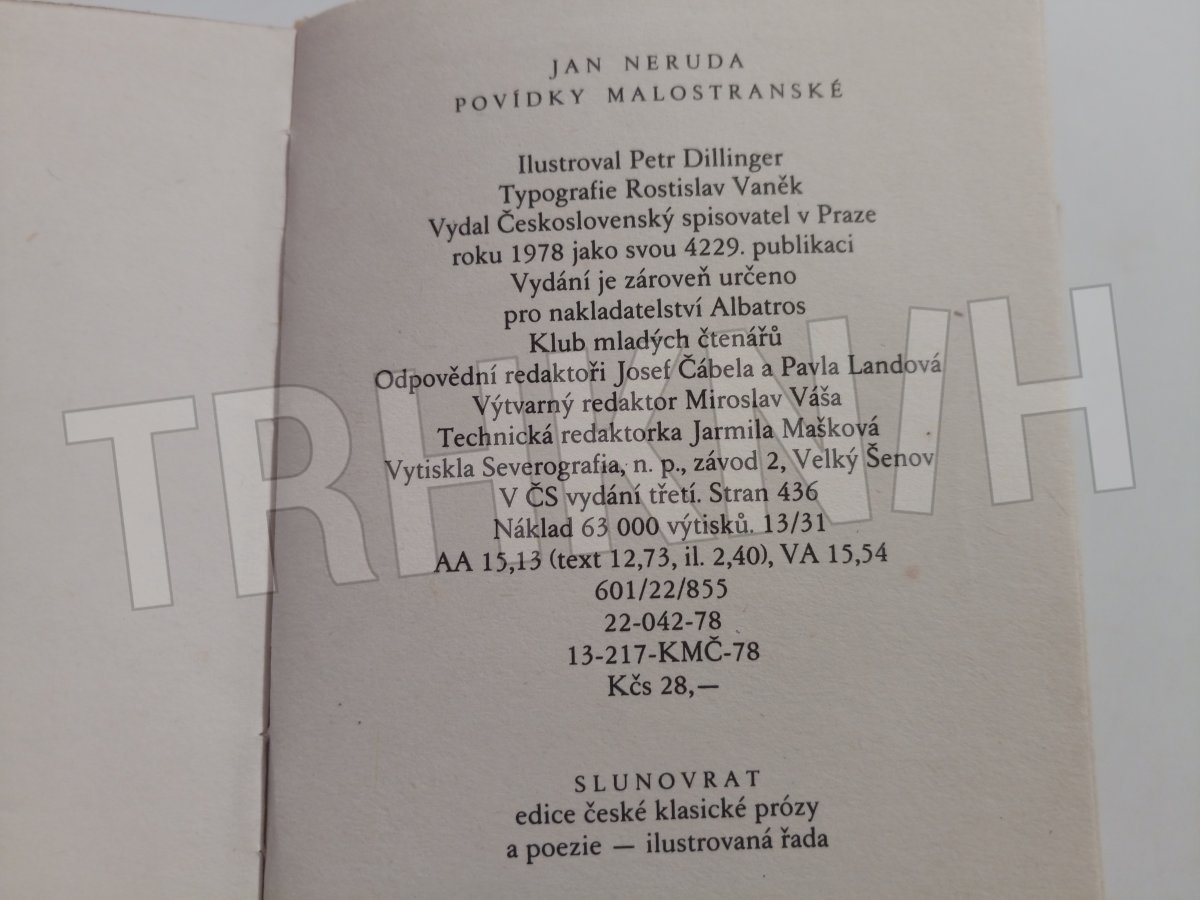 JAN NERUDA
POVÍDKY MALOSTRANSKÉ
Ilustroval Petr Dillinger
Typografie Rostislav Vaněk
Vydal Československý spisovatel v Praze
roku 1978 jako svou 4229. publikaci
Vydání je zároveň určeno
pro nakladatelství Albatros
Klub mladých čtenářů
Odpovědní redaktoři Josef Čábela a Pavla Landová
Výtvarný redaktor Miroslav Váša
Technická redaktorka Jarmila Mašková
Vytiskla Severografia, n. p., závod 2, Velký Šenov
V ČS vydání třetí. Stran 436
Náklad 63 000 výtisků. 13/31
AA 15,13 (text 12,73, il. 2,40), VA 15,54
601/22/855
22-042-78
13-217-KMČ-78
Kčs 28,—
SLUNOVRAT
edice české klasické prózy
a poezie — ilustrovaná řada
TRHKNIH